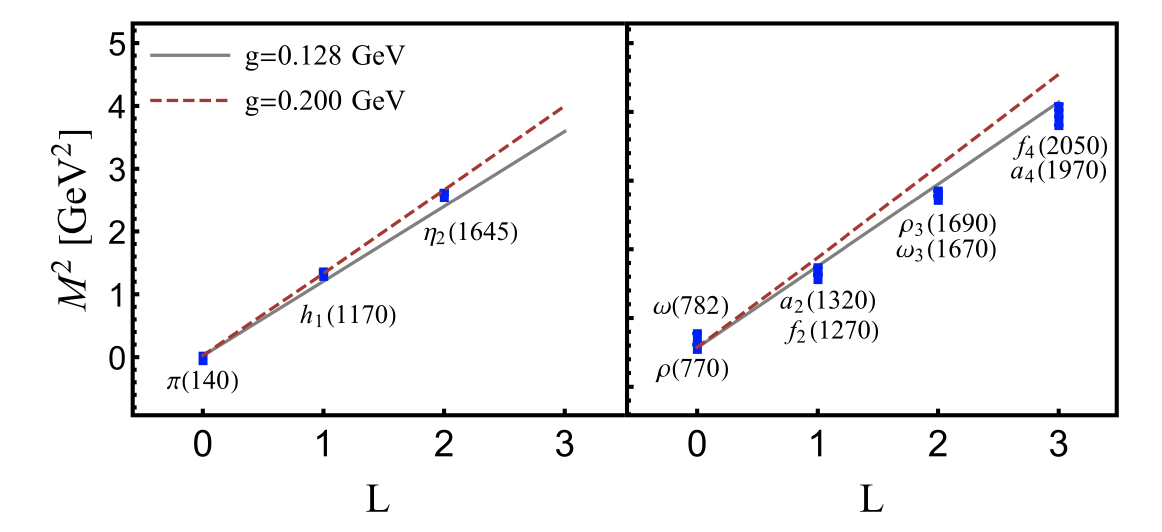 5
4
3
2
1
0
M² [GeV²]
g=0.128 GeV
g=0.200 GeV
π(140)
h₁(1170)
η₂(1645)
0 1 2 3
L
ω(782)
ρ(770)
a₂(1320)
f₂(1270)
ρ₃(1690)
ω₃(1670)
f₄(2050)
a₄(1970)
0 1 2 3
L